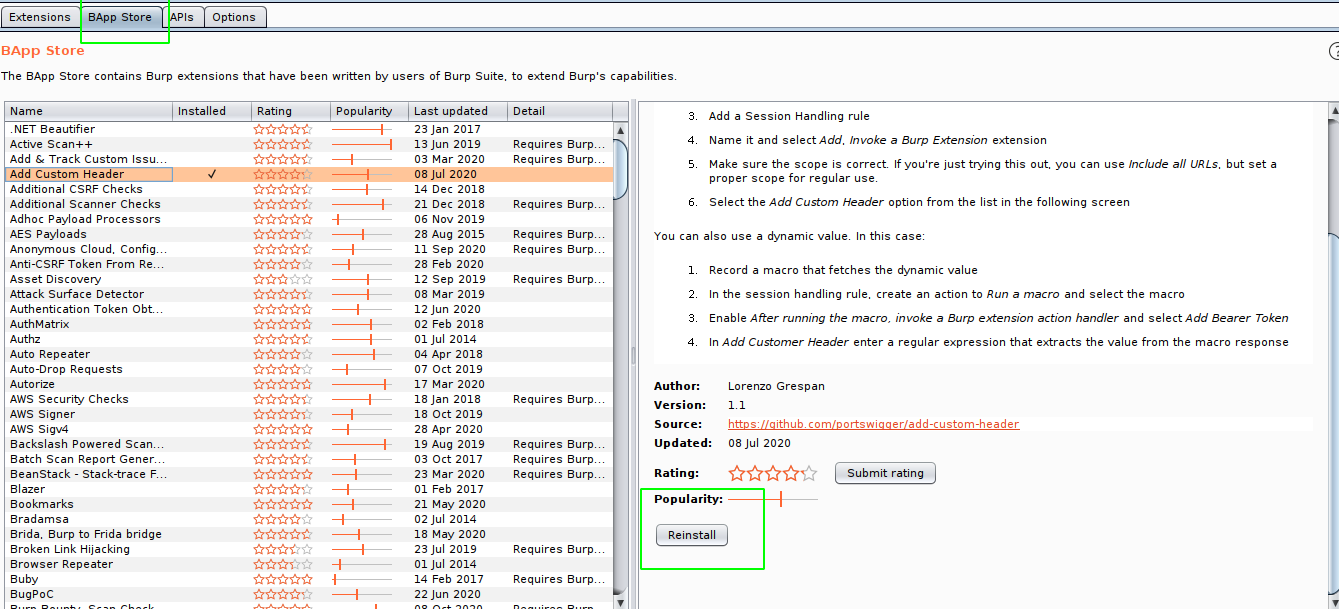 Extensions BApp Store APIs Options
BApp Store
?
The BApp Store contains Burp extensions that have been written by users of Burp Suite, to extend Burp's capabilities.
Name Installed Rating Popularity Last updated Detail
.NET Beautifier 23 Jan 2017
Active Scan++ 13 Jun 2019 Requires Burp...
Add & Track Custom Issu... 03 Mar 2020 Requires Burp...
Add Custom Header ✓ 08 Jul 2020
Additional CSRF Checks 14 Dec 2018
Additional Scanner Checks 21 Dec 2018 Requires Burp...
Adhoc Payload Processors 06 Nov 2019
AES Payloads 28 Aug 2015 Requires Burp...
Anonymous Cloud, Config... 11 Sep 2020 Requires Burp...
Anti-CSRF Token From Re... 28 Feb 2020
Asset Discovery 12 Sep 2019 Requires Burp...
Attack Surface Detector 08 Mar 2019
Authentication Token Obt... 12 Jun 2020
AuthMatrix 02 Feb 2018
Authz 01 Jul 2014
Auto Repeater 04 Apr 2018
Auto-Drop Requests 07 Oct 2019
Autorize 17 Mar 2020
AWS Security Checks 18 Jan 2018 Requires Burp...
AWS Signer 18 Oct 2019
AWS Sigv4 28 Apr 2020
Backslash Powered Scan... 19 Aug 2019 Requires Burp...
Batch Scan Report Gener... 03 Oct 2017 Requires Burp...
BeanStack - Stack-trace F... 23 Mar 2020 Requires Burp...
Blazer 01 Feb 2017
Bookmarks 21 May 2020
Bradamsa 02 Jul 2014
Brida, Burp to Frida bridge 18 May 2020
Broken Link Hijacking 23 Jul 2019 Requires Burp...
Browser Repeater 01 Jul 2014
Buby 14 Feb 2017 Requires Burp...
BugPoC 22 Jun 2020
Burp Bounty, Scan Check... 08 Oct 2020 Requires Burp...
3. Add a Session Handling rule
4. Name it and select Add, Invoke a Burp Extension extension
5. Make sure the scope is correct. If you're just trying this out, you can use Include all URLs, but set a
proper scope for regular use.
6. Select the Add Custom Header option from the list in the following screen
You can also use a dynamic value. In this case:
1. Record a macro that fetches the dynamic value
2. In the session handling rule, create an action to Run a macro and select the macro
3. Enable After running the macro, invoke a Burp extension action handler and select Add Bearer Token
4. In Add Customer Header enter a regular expression that extracts the value from the macro response
Author: Lorenzo Grespan
Version: 1.1
Source: https://github.com/portswigger/add-custom-header
Updated: 08 Jul 2020
Rating: Submit rating
Popularity:
Reinstall